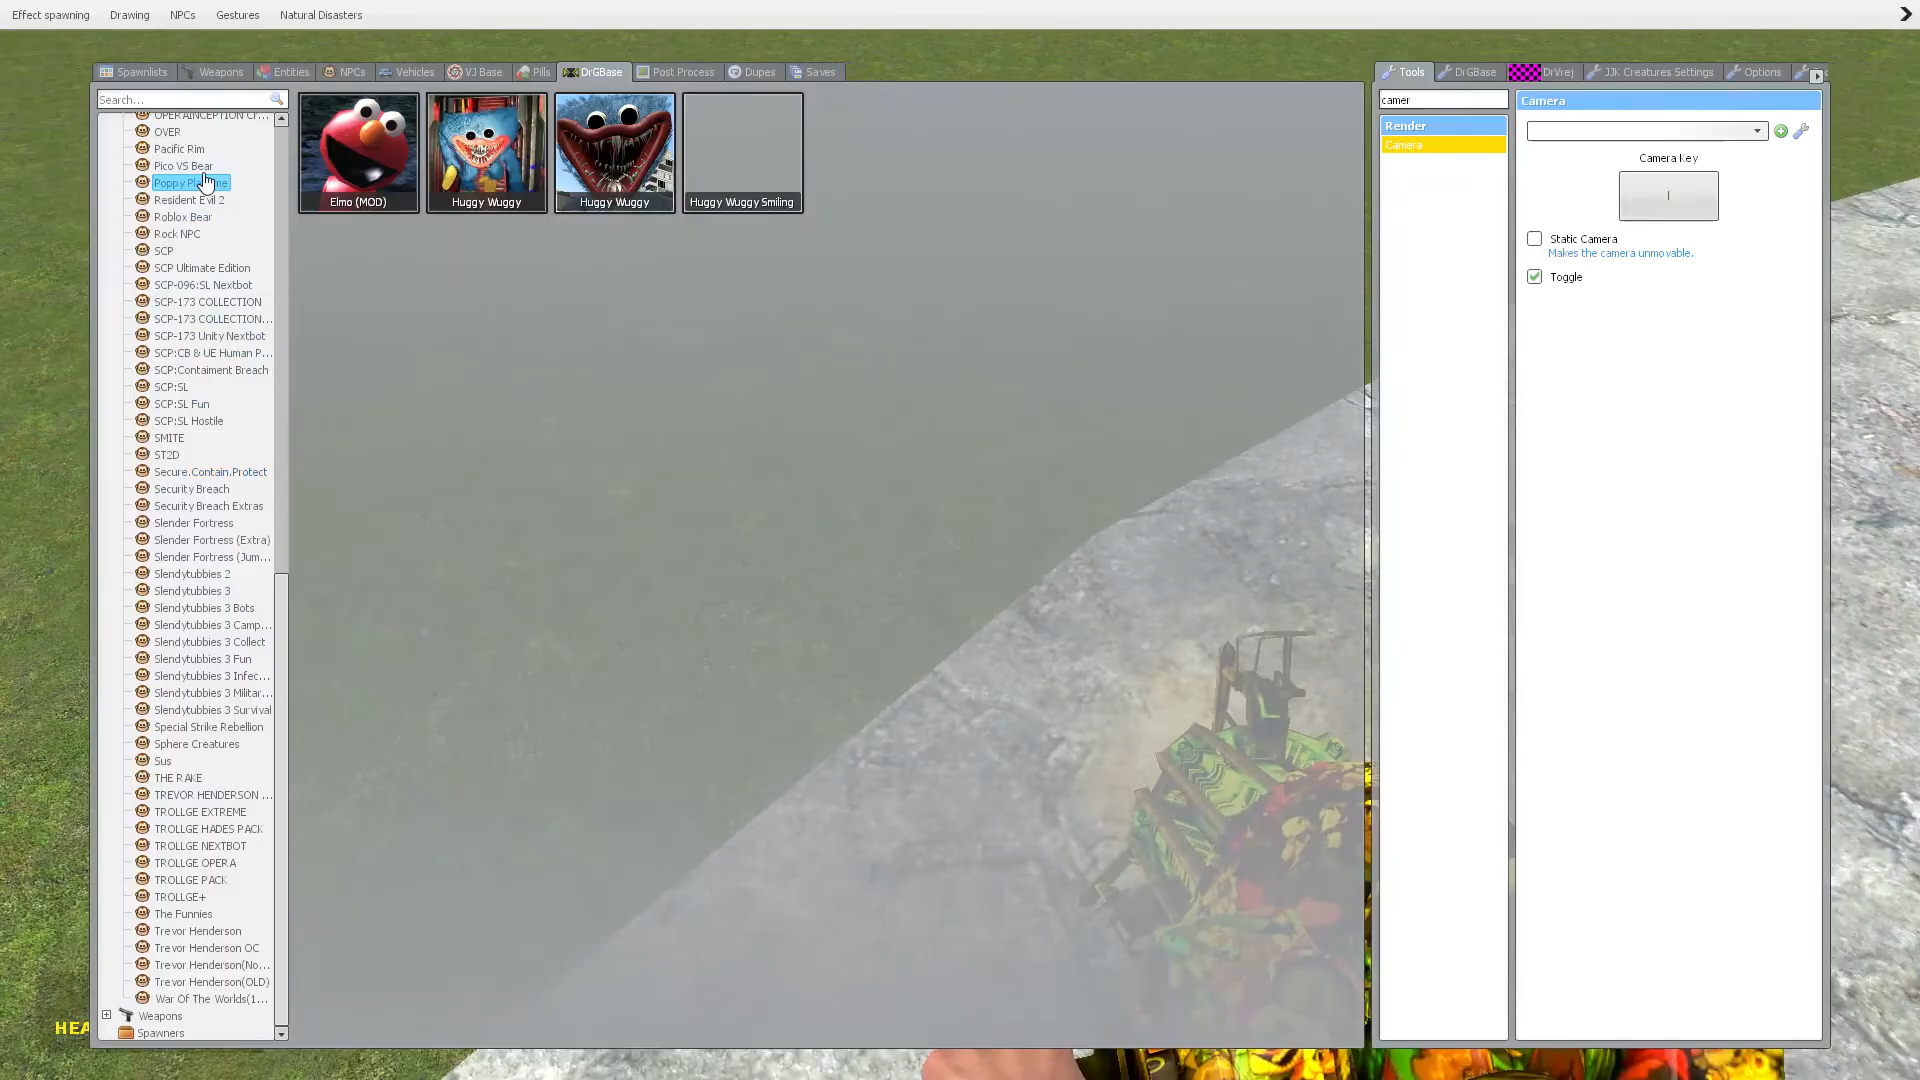 Effect spawning Drawing NPCs Gestures Natural Disasters
Spawnlists Weapons Entities NPCs Vehicles VJ Base Pills DrGBase Post Process Dupes Saves
Tools DrGBase DrVrej JJK Creatures Settings Options
Search...
OPERAINCEPTION Cr...
OVER
Pacific Rim
Pico VS Bear
Poppy
Resident Evil 2
Roblox Bear
Rock NPC
SCP
SCP Ultimate Edition
SCP-096:SL Nextbot
SCP-173 COLLECTION
SCP-173 COLLECTION...
SCP-173 Unity Nextbot
SCP:CB & UE Human P...
SCP:Contaiment Breach
SCP:SL
SCP:SL Fun
SCP:SL Hostile
SMITE
ST2D
Secure.Contain.Protect
Security Breach
Security Breach Extras
Slender Fortress
Slender Fortress (Extra)
Slender Fortress (Jum...
Slendytubbies 2
Slendytubbies 3
Slendytubbies 3 Bots
Slendytubbies 3 Camp...
Slendytubbies 3 Collect
Slendytubbies 3 Fun
Slendytubbies 3 Infec...
Slendytubbies 3 Militar...
Slendytubbies 3 Survival
Special Strike Rebellion
Sphere Creatures
Sus
THE RAKE
TREVOR HENDERSON ...
TROLLGE EXTREME
TROLLGE HADES PACK
TROLLGE NEXTBOT
TROLLGE OPERA
TROLLGE PACK
TROLLGE+
The Funnies
Trevor Henderson
Trevor Henderson OC
Trevor Henderson(No...
Trevor Henderson(OLD)
War Of The Worlds(1...
Weapons
Spawners
Elmo (MOD) Huggy Wuggy Huggy Wuggy Huggy Wuggy Smiling
camer
Render
Camera
Camera
Camera Key
I
Static Camera
Makes the camera unmovable.
Toggle
HEA